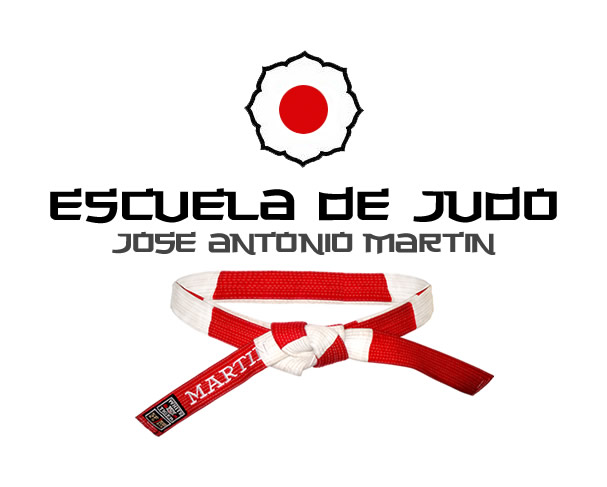 ESCUELA DE JUDO
JOSE ANTONIO MARTIN
MARTIN